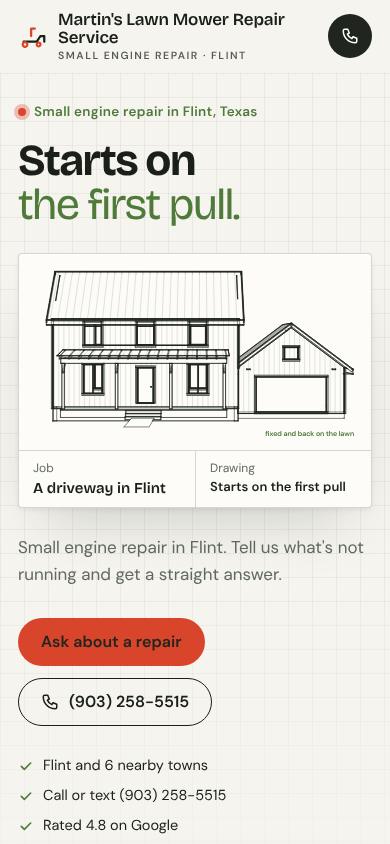 Martin's Lawn Mower Repair
Service
SMALL ENGINE REPAIR · FLINT
Small engine repair in Flint, Texas
Starts on
the first pull.
fixed and back on the lawn
Job
A driveway in Flint
Drawing
Starts on the first pull
Small engine repair in Flint. Tell us what's not
running and get a straight answer.
Ask about a repair
(903) 258-5515
Flint and 6 nearby towns
Call or text (903) 258-5515
Rated 4.8 on Google